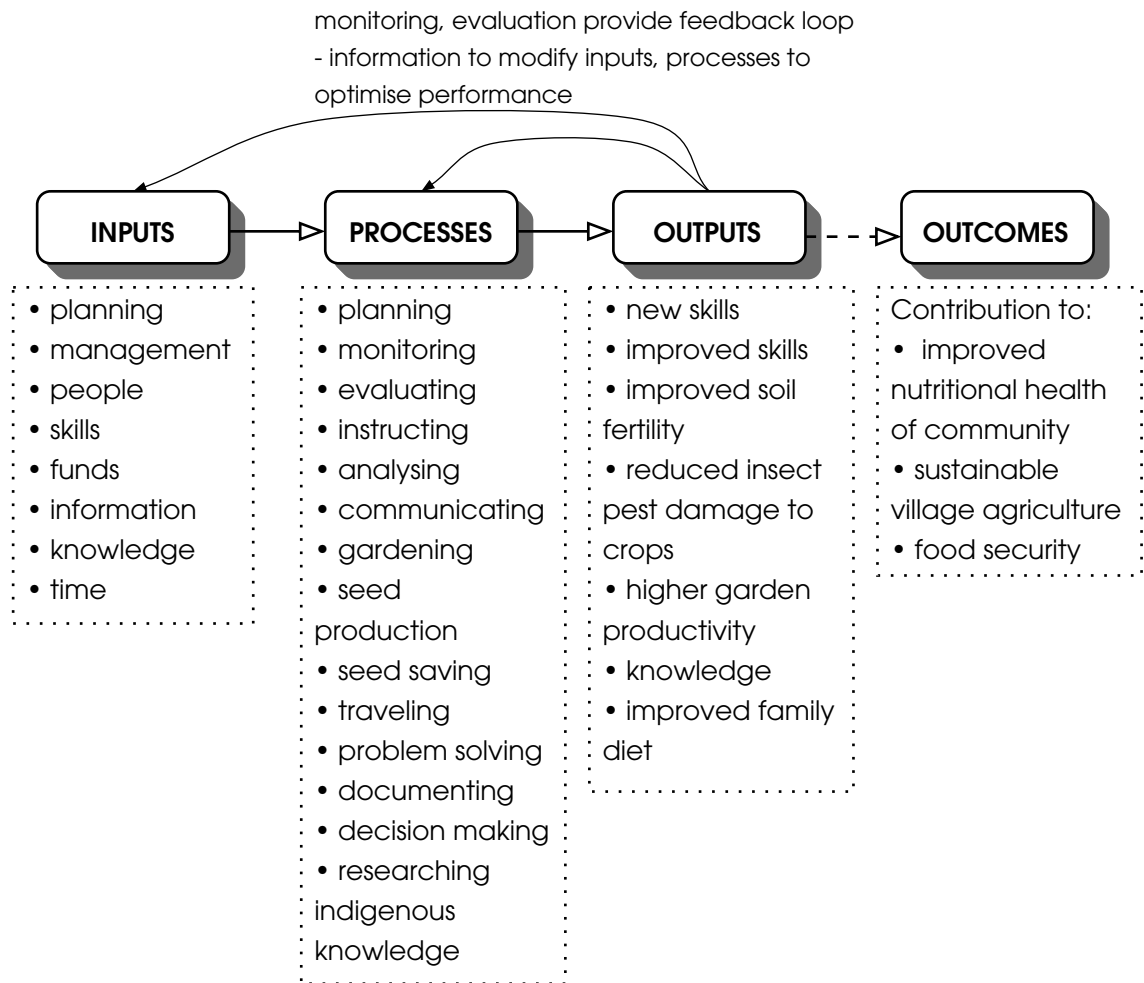 monitoring, evaluation provide feedback loop
- information to modify inputs, processes to
optimise performance
INPUTS
PROCESSES
OUTPUTS
OUTCOMES
• planning
• management
• people
• skills
• funds
• information
• knowledge
• time
• planning
• monitoring
• evaluating
• instructing
• analysing
• communicating
• gardening
• seed
production
• seed saving
• traveling
• problem solving
• documenting
• decision making
• researching
indigenous
knowledge
• new skills
• improved skills
• improved soil
fertility
• reduced insect
pest damage to
crops
• higher garden
productivity
• knowledge
• improved family
diet
Contribution to:
• improved
nutritional health
of community
• sustainable
village agriculture
• food security